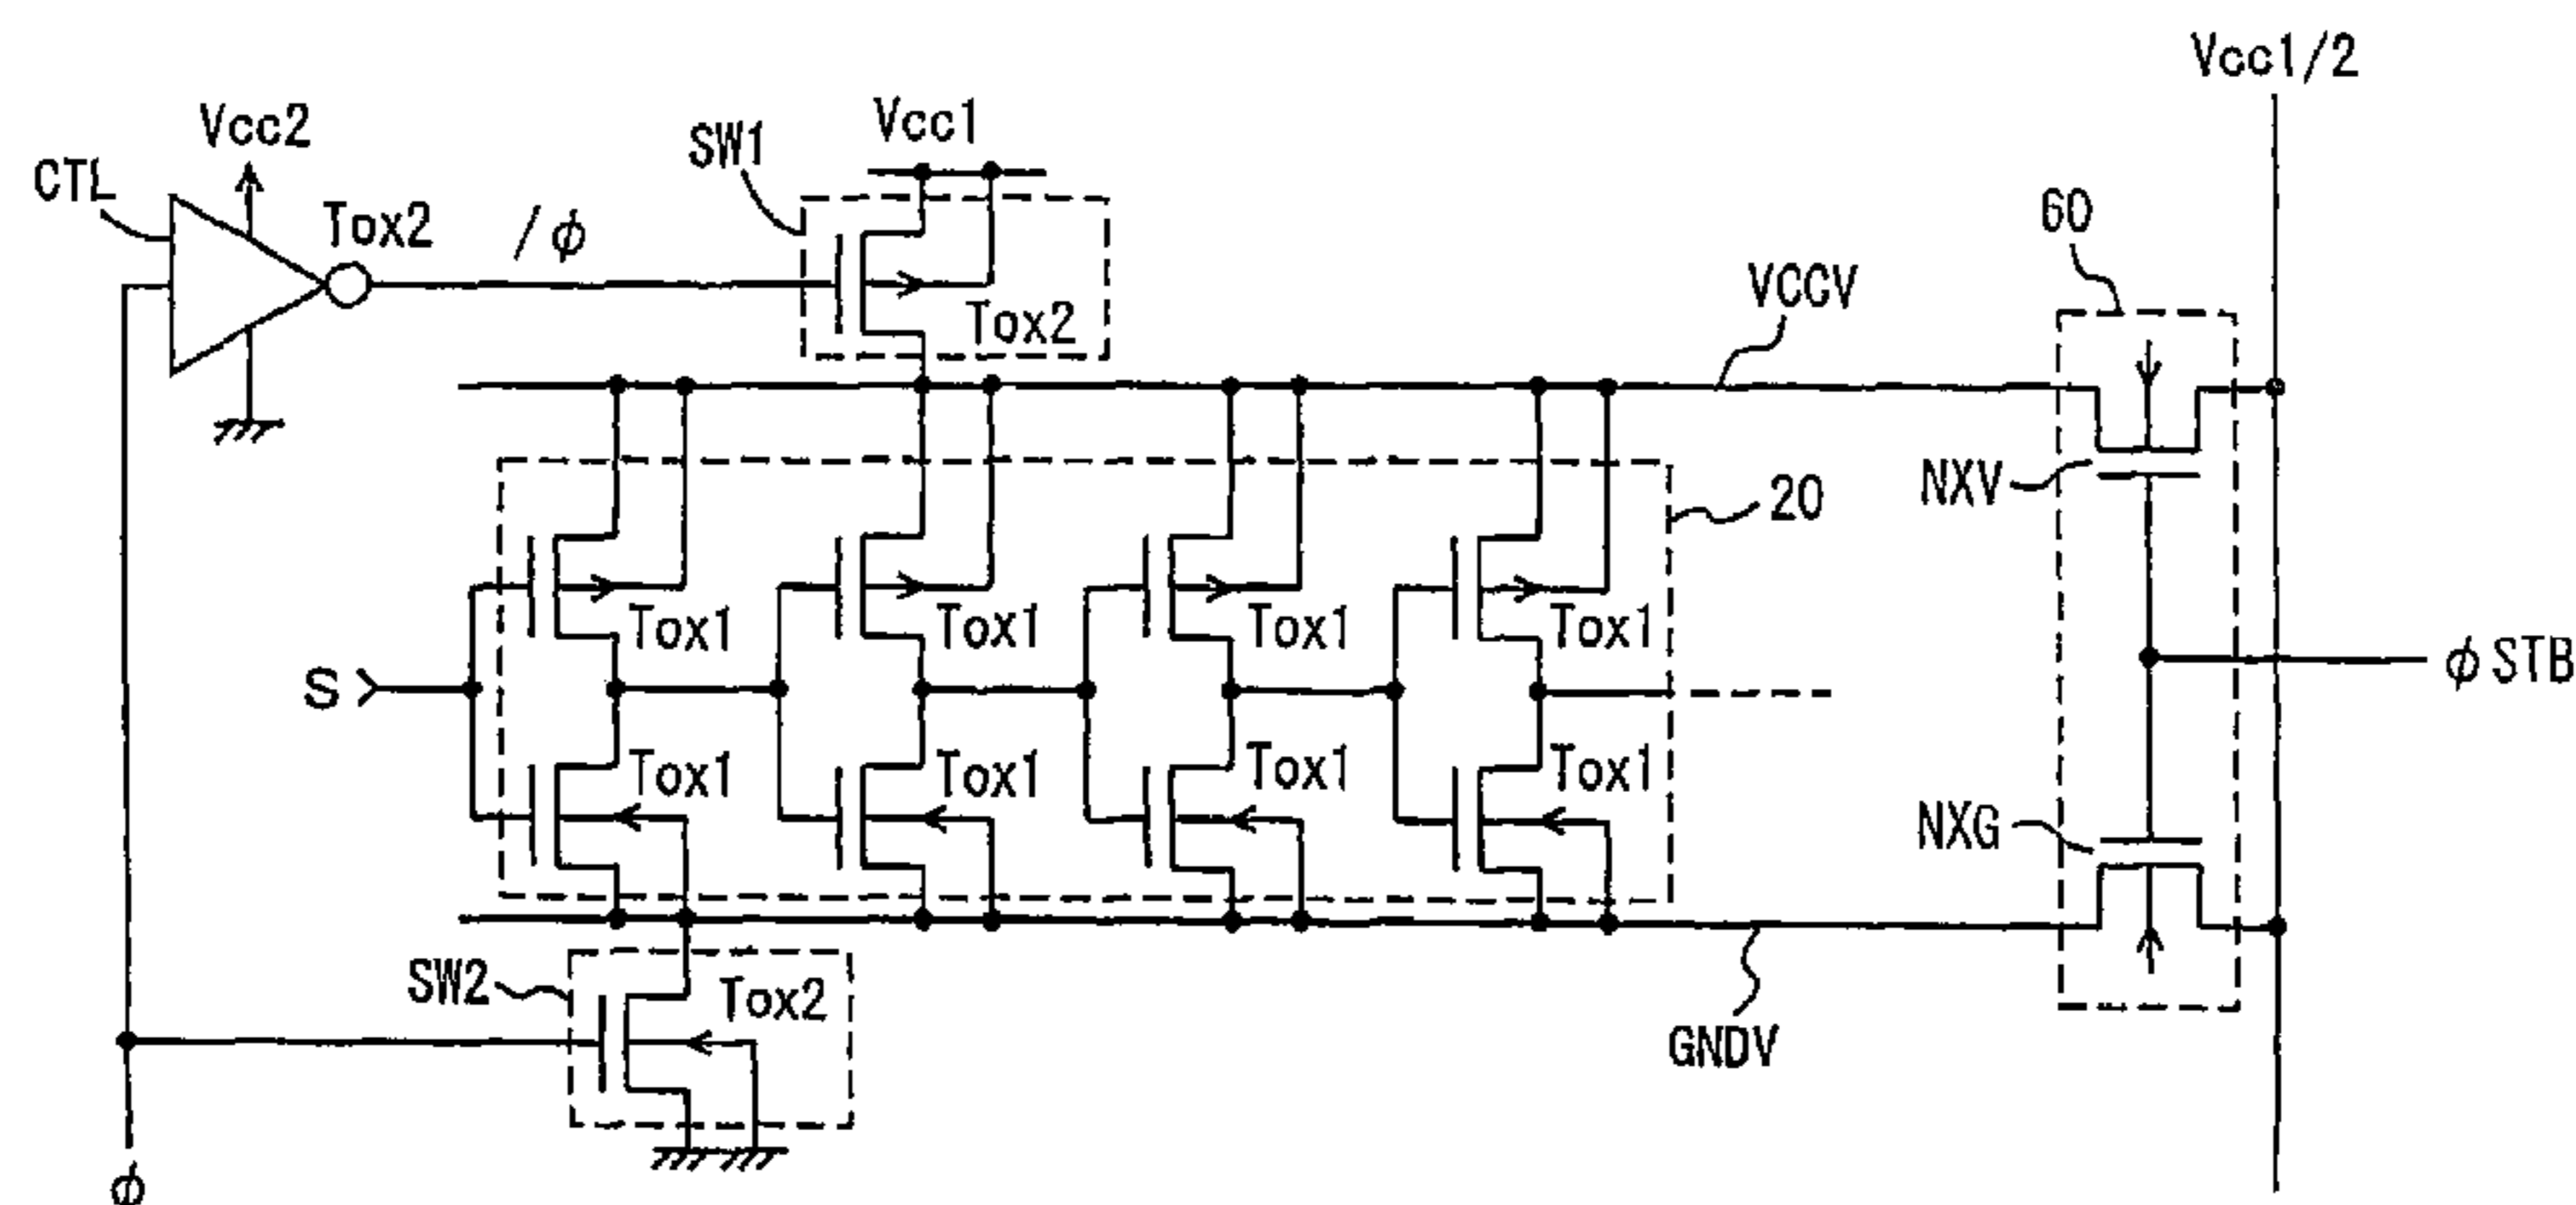 Vcc1/2
Vcc2
SW1
Vcc1
CTL
Tox2
/φ
60
VCCV
Tox2
NXV
20
Tox1
Tox1
Tox1
Tox1
S
φSTB
Tox1
Tox1
Tox1
Tox1
NXG
SW2
Tox2
GNDV
φ